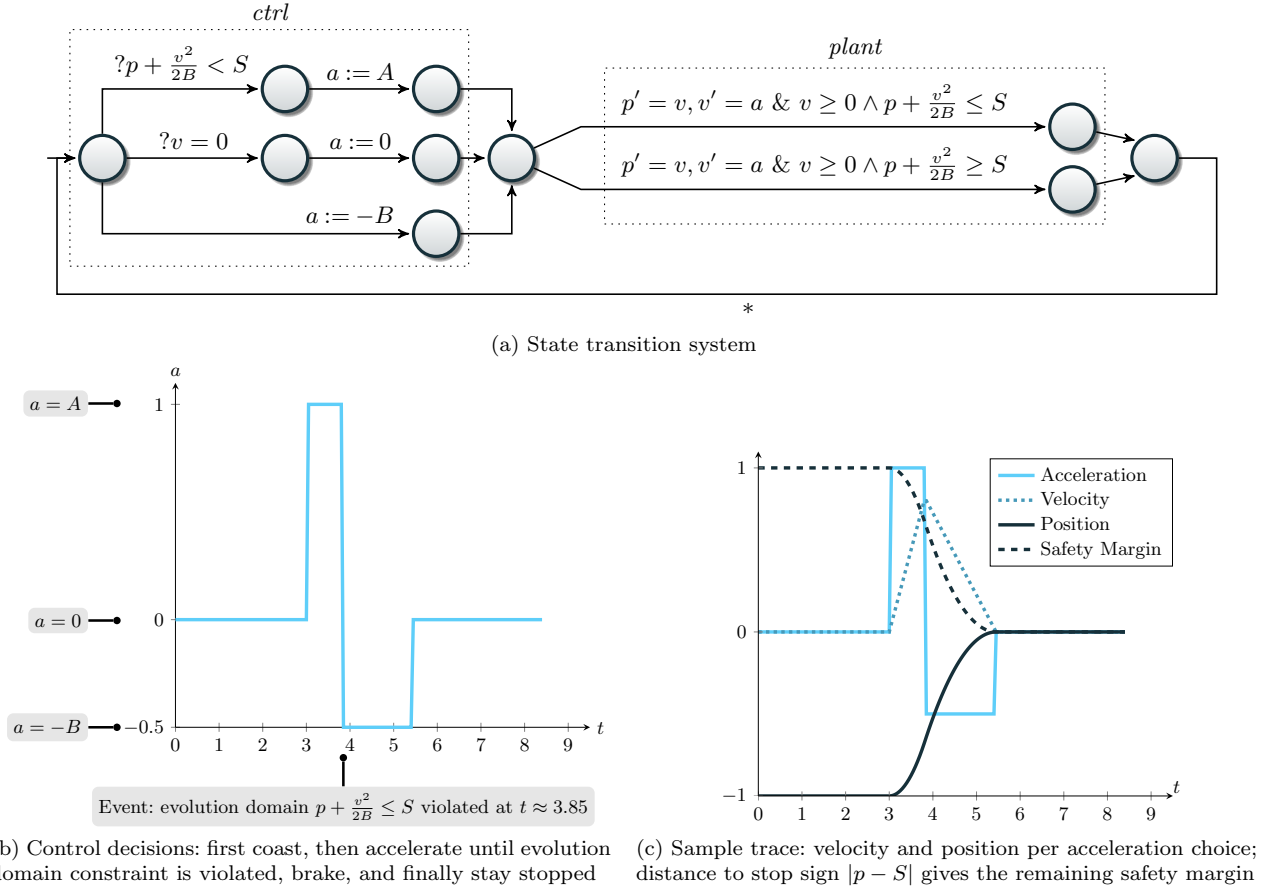 ctrl
plant
?p + v²/2B < S
a := A
?v = 0
a := 0
a := −B
p′ = v, v′ = a & v ≥ 0 ∧ p + v²/2B ≤ S
p′ = v, v′ = a & v ≥ 0 ∧ p + v²/2B ≥ S
*
(a) State transition system
a
a = A
1
a = 0
0
a = −B
−0.5
0 1 2 3 4 5 6 7 8 9
t
Event: evolution domain p + v²/2B ≤ S violated at t ≈ 3.85
b) Control decisions: first coast, then accelerate until evolution
omain constraint is violated, brake, and finally stay stopped
1
0
−1
0 1 2 3 4 5 6 7 8 9
t
Acceleration
Velocity
Position
Safety Margin
(c) Sample trace: velocity and position per acceleration choice;
distance to stop sign |p − S| gives the remaining safety margin